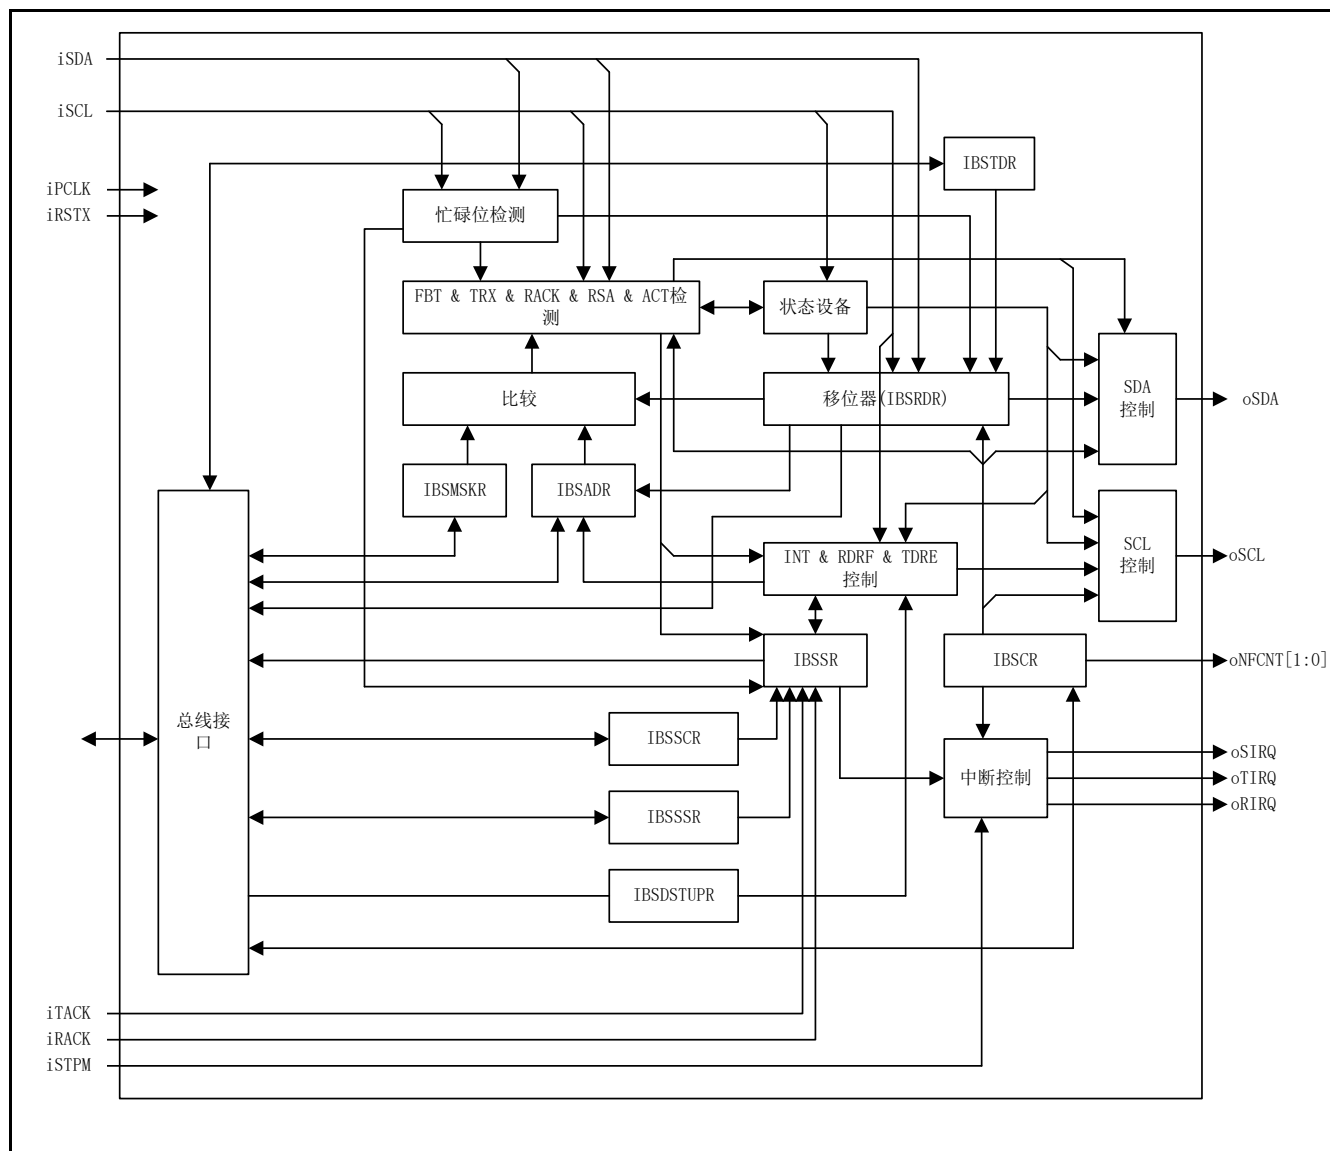 iSDA
iSCL
IBSTDR
iPCLK
iRSTX
忙碌位检测
FBT & TRX & RACK & RSA & ACT检
测
状态设备
SDA
控制
oSDA
比较
移位器(IBSRDR)
IBSMSKR
IBSADR
INT & RDRF & TDRE
控制
SCL
控制
oSCL
IBSSR
IBSCR
oNFCNT[1:0]
总线接
口
IBSSCR
中断控制
oSIRQ
oTIRQ
oRIRQ
IBSSSR
IBSDSTUPR
iTACK
iRACK
iSTPM